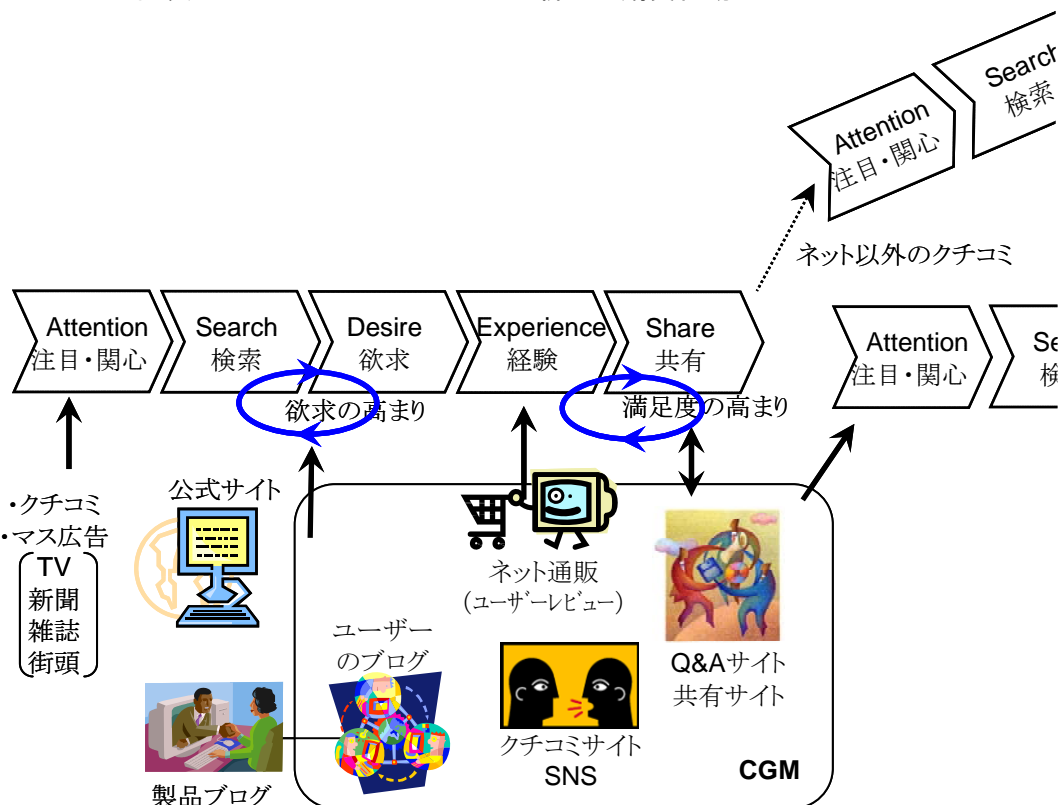 Search
検索
Attention
注目・関心
ネット以外のクチコミ
Attention
注目・関心
Search
検索
Desire
欲求
Experience
経験
Share
共有
Attention
注目・関心
Se
検
欲求の高まり
満足度の高まり
・クチコミ
・マス広告
TV
新聞
雑誌
街頭
公式サイト
ネット通販
(ユーザーレビュー)
ユーザー
のブログ
Q&Aサイト
共有サイト
クチコミサイト
SNS
CGM
製品ブログ